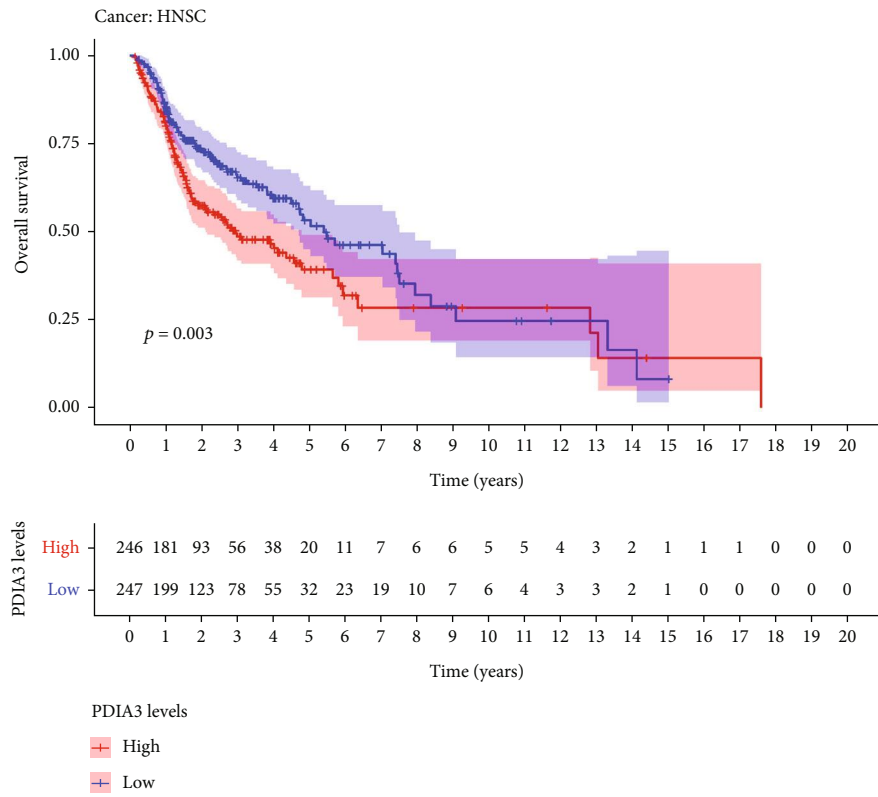 Cancer: HNSC
1.00
0.75
0.50
0.25
0.00
Overall survival
p = 0.003
0 1 2 3 4 5 6 7 8 9 10 11 12 13 14 15 16 17 18 19 20
Time (years)
PDIA3 levels
High 246 181 93 56 38 20 11 7 6 6 5 5 4 3 2 1 1 1 0 0 0
Low 247 199 123 78 55 32 23 19 10 7 6 4 3 3 2 1 0 0 0 0 0
0 1 2 3 4 5 6 7 8 9 10 11 12 13 14 15 16 17 18 19 20
Time (years)
PDIA3 levels
High
Low